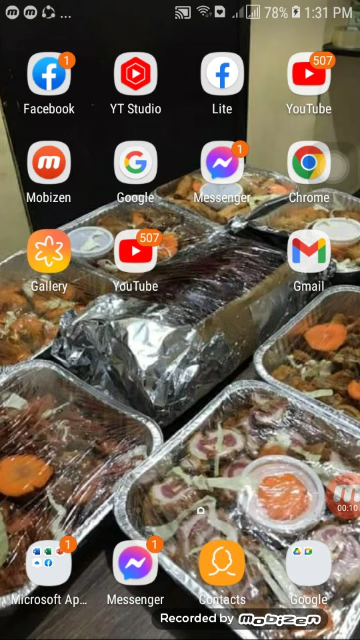 ... 78% 1:31 PM
1 507
Facebook YT Studio Lite YouTube
1
Mobizen Google Messenger Chrome
507
Gallery YouTube Gmail
00:10
1 1
Microsoft Ap... Messenger Contacts Google
Recorded by mobizen